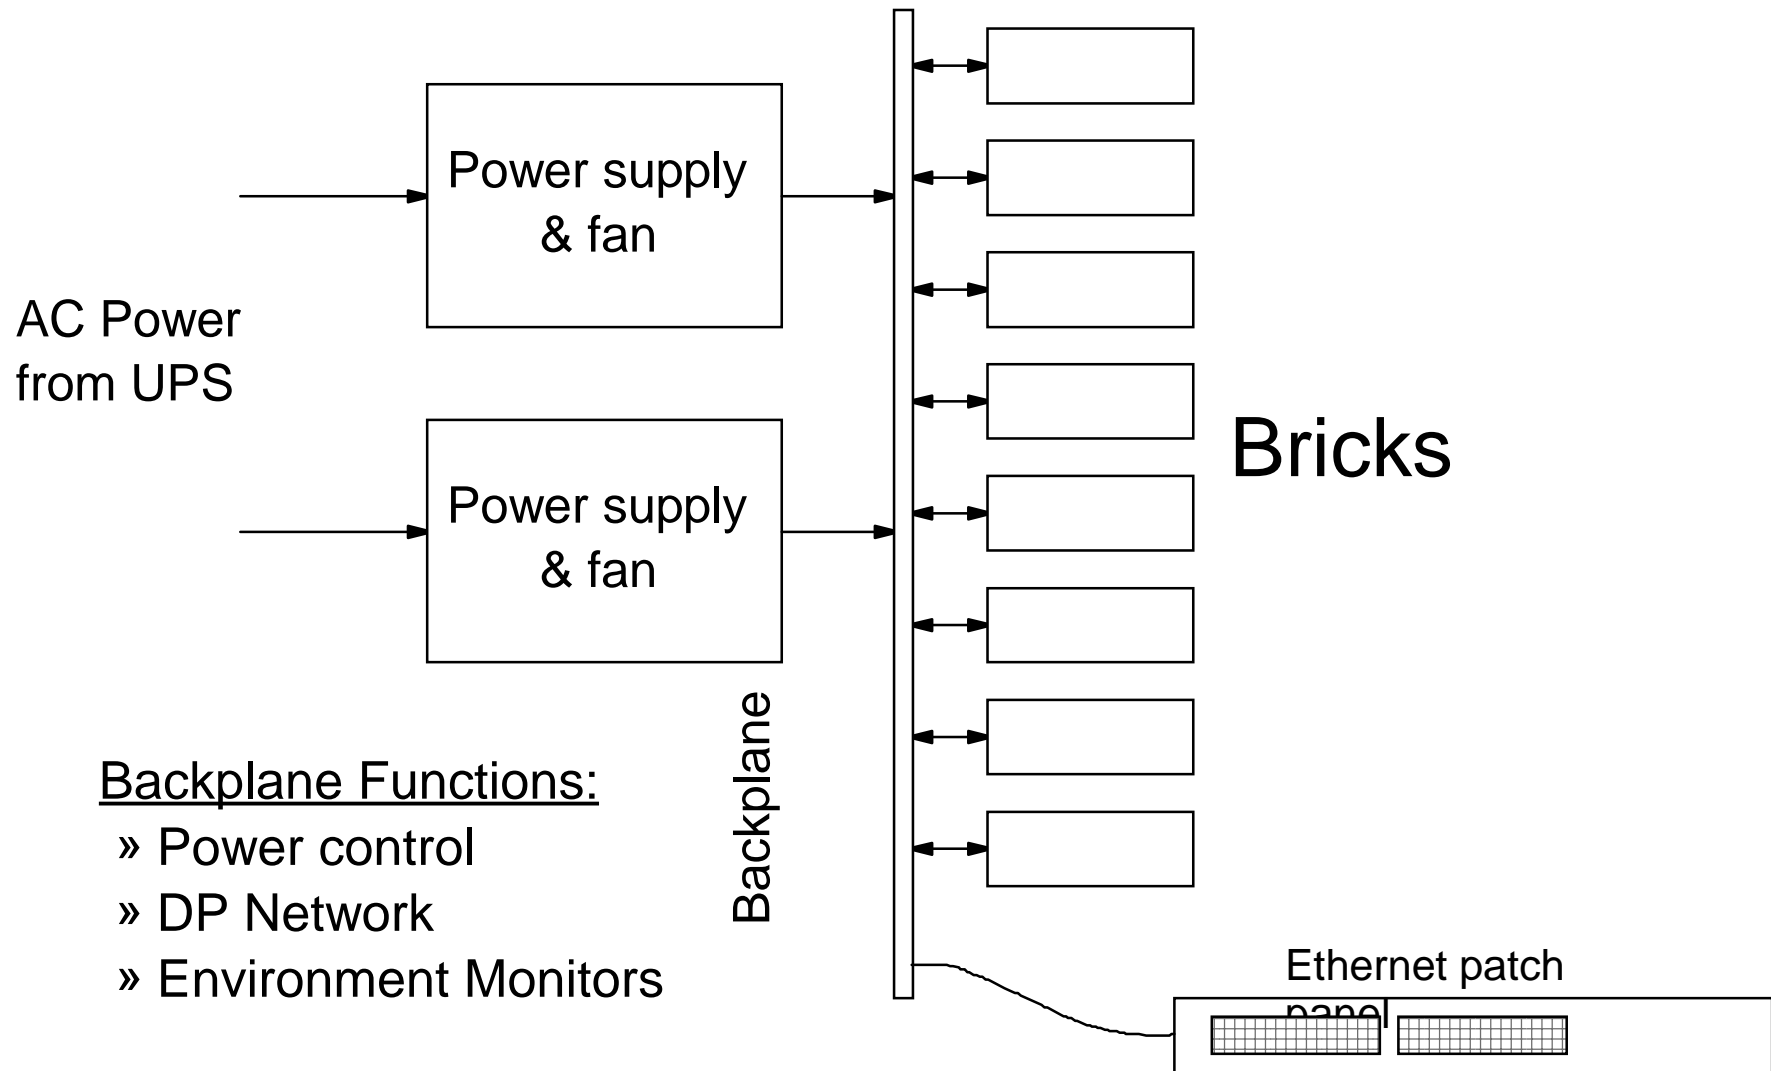 Power supply
& fan
AC Power
from UPS
Power supply
& fan
Bricks
Backplane
Backplane Functions:
» Power control
» DP Network
» Environment Monitors
Ethernet patch
panel